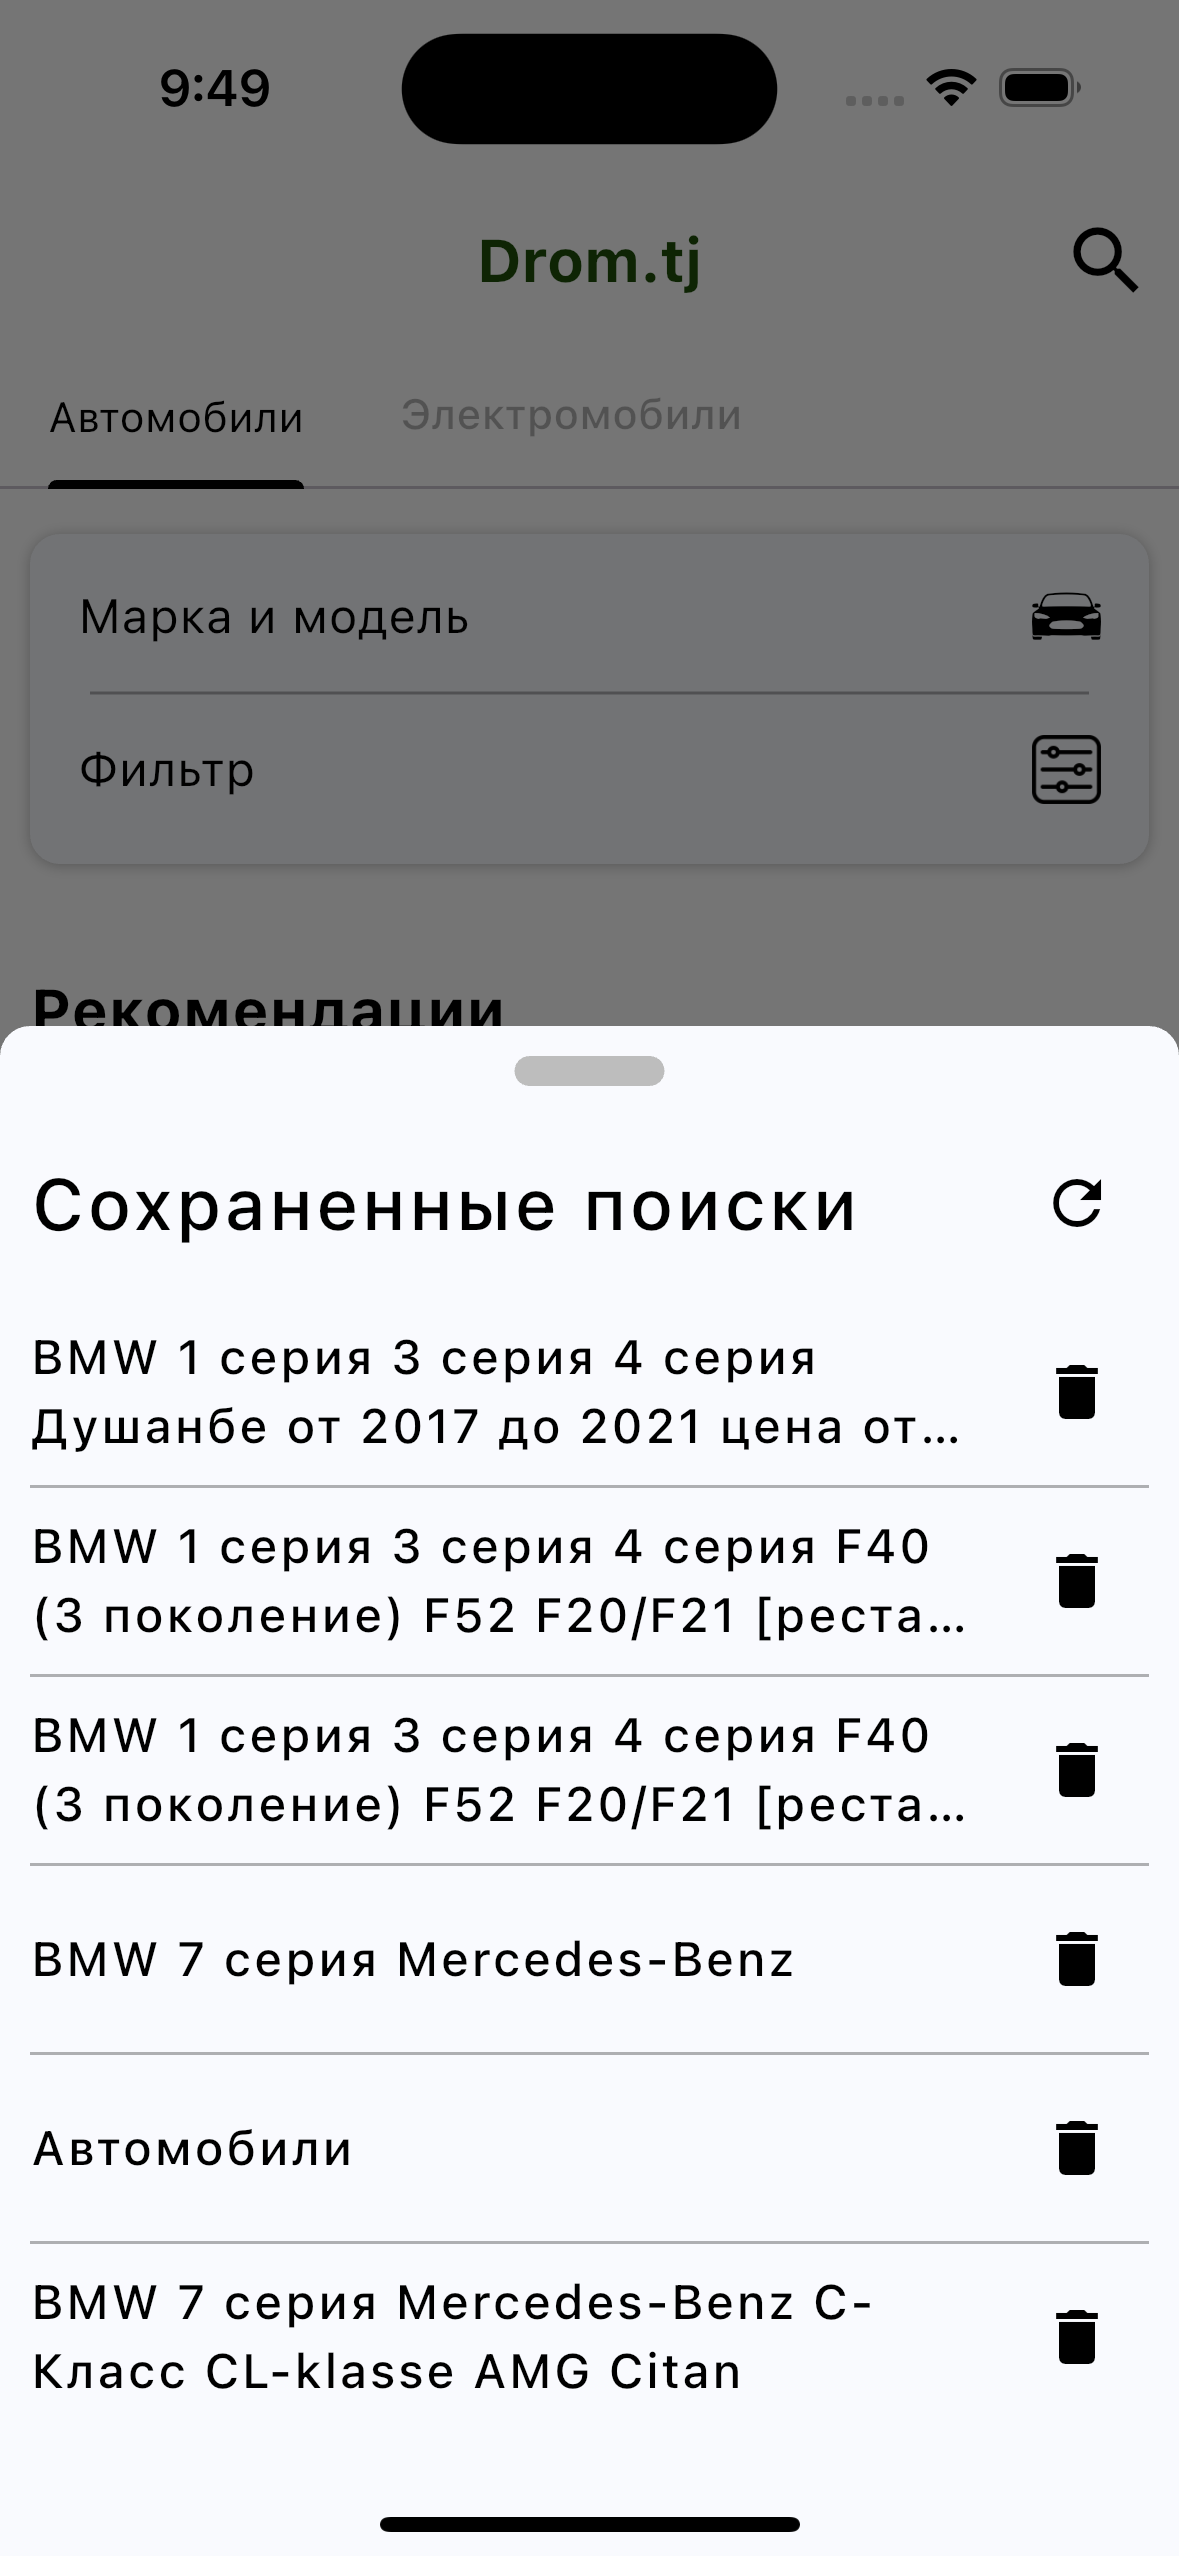 9:49
Drom.tj
Автомобили
Электромобили
Марка и модель
Фильтр
Рекомендации
Сохраненные поиски
BMW 1 серия 3 серия 4 серия
Душанбе от 2017 до 2021 цена от…
BMW 1 серия 3 серия 4 серия F40
(3 поколение) F52 F20/F21 [реста…
BMW 1 серия 3 серия 4 серия F40
(3 поколение) F52 F20/F21 [реста…
BMW 7 серия Mercedes-Benz
Автомобили
BMW 7 серия Mercedes-Benz C-
Класс CL-klasse AMG Citan